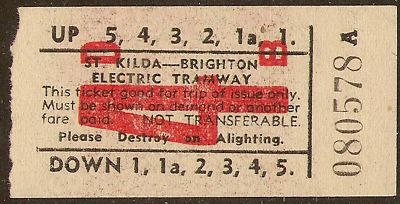 UP 5, 4, 3, 2, 1a, 1.
ST KILDA—BRIGHTON
ELECTRIC TRAMWAY
This ticket good for trip of issue only.
Must be shown on demand or another
fare paid. NOT TRANSFERABLE.
Please Destroy on Alighting.
DOWN 1, 1a, 2, 3, 4, 5.
080578 A